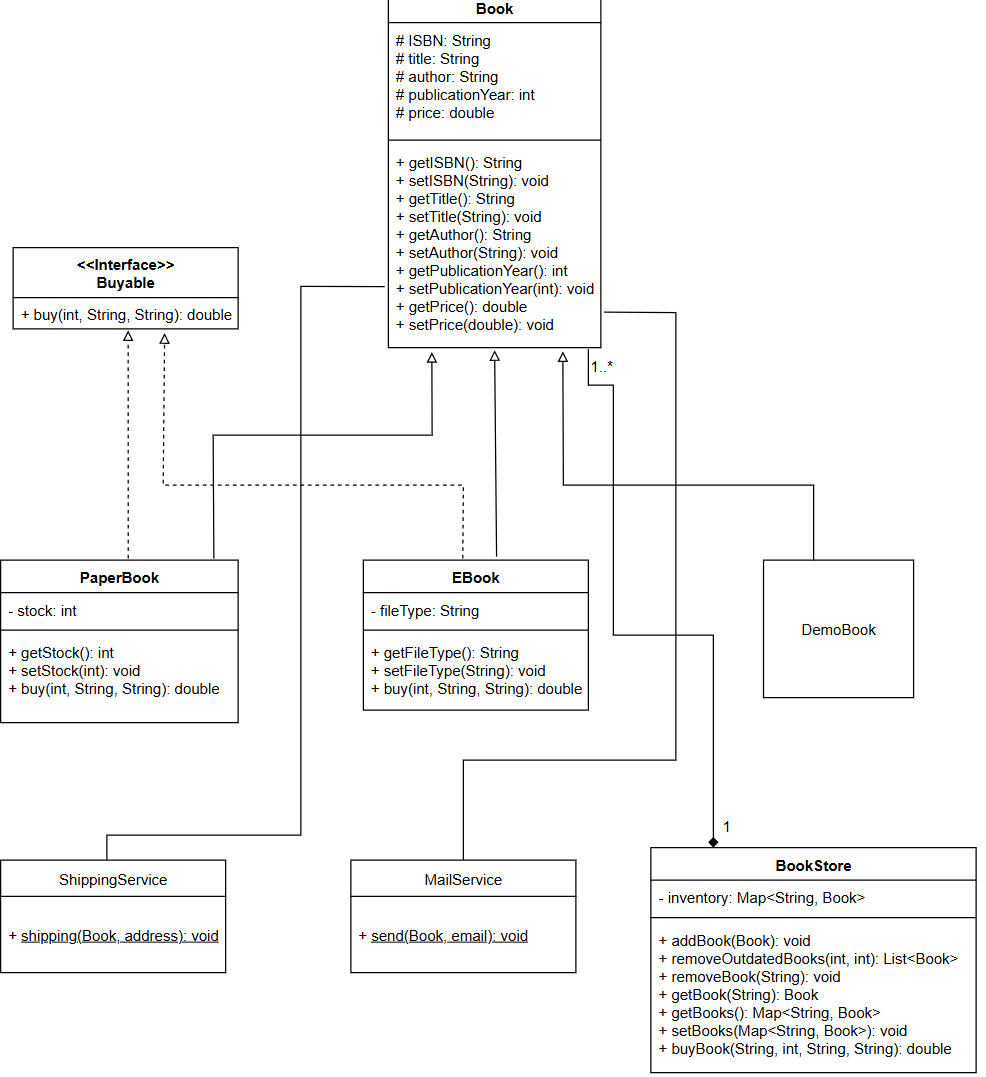 Book
# ISBN: String
# title: String
# author: String
# publicationYear: int
# price: double
+ getISBN(): String
+ setISBN(String): void
+ getTitle(): String
+ setTitle(String): void
+ getAuthor(): String
+ setAuthor(String): void
+ getPublicationYear(): int
+ setPublicationYear(int): void
+ getPrice(): double
+ setPrice(double): void
<<Interface>>
Buyable
+ buy(int, String, String): double
1..*
PaperBook
- stock: int
+ getStock(): int
+ setStock(int): void
+ buy(int, String, String): double
EBook
- fileType: String
+ getFileType(): String
+ setFileType(String): void
+ buy(int, String, String): double
DemoBook
ShippingService
+ shipping(Book, address): void
MailService
+ send(Book, email): void
1
BookStore
- inventory: Map<String, Book>
+ addBook(Book): void
+ removeOutdatedBooks(int, int): List<Book>
+ removeBook(String): void
+ getBook(String): Book
+ getBooks(): Map<String, Book>
+ setBooks(Map<String, Book>): void
+ buyBook(String, int, String, String): double